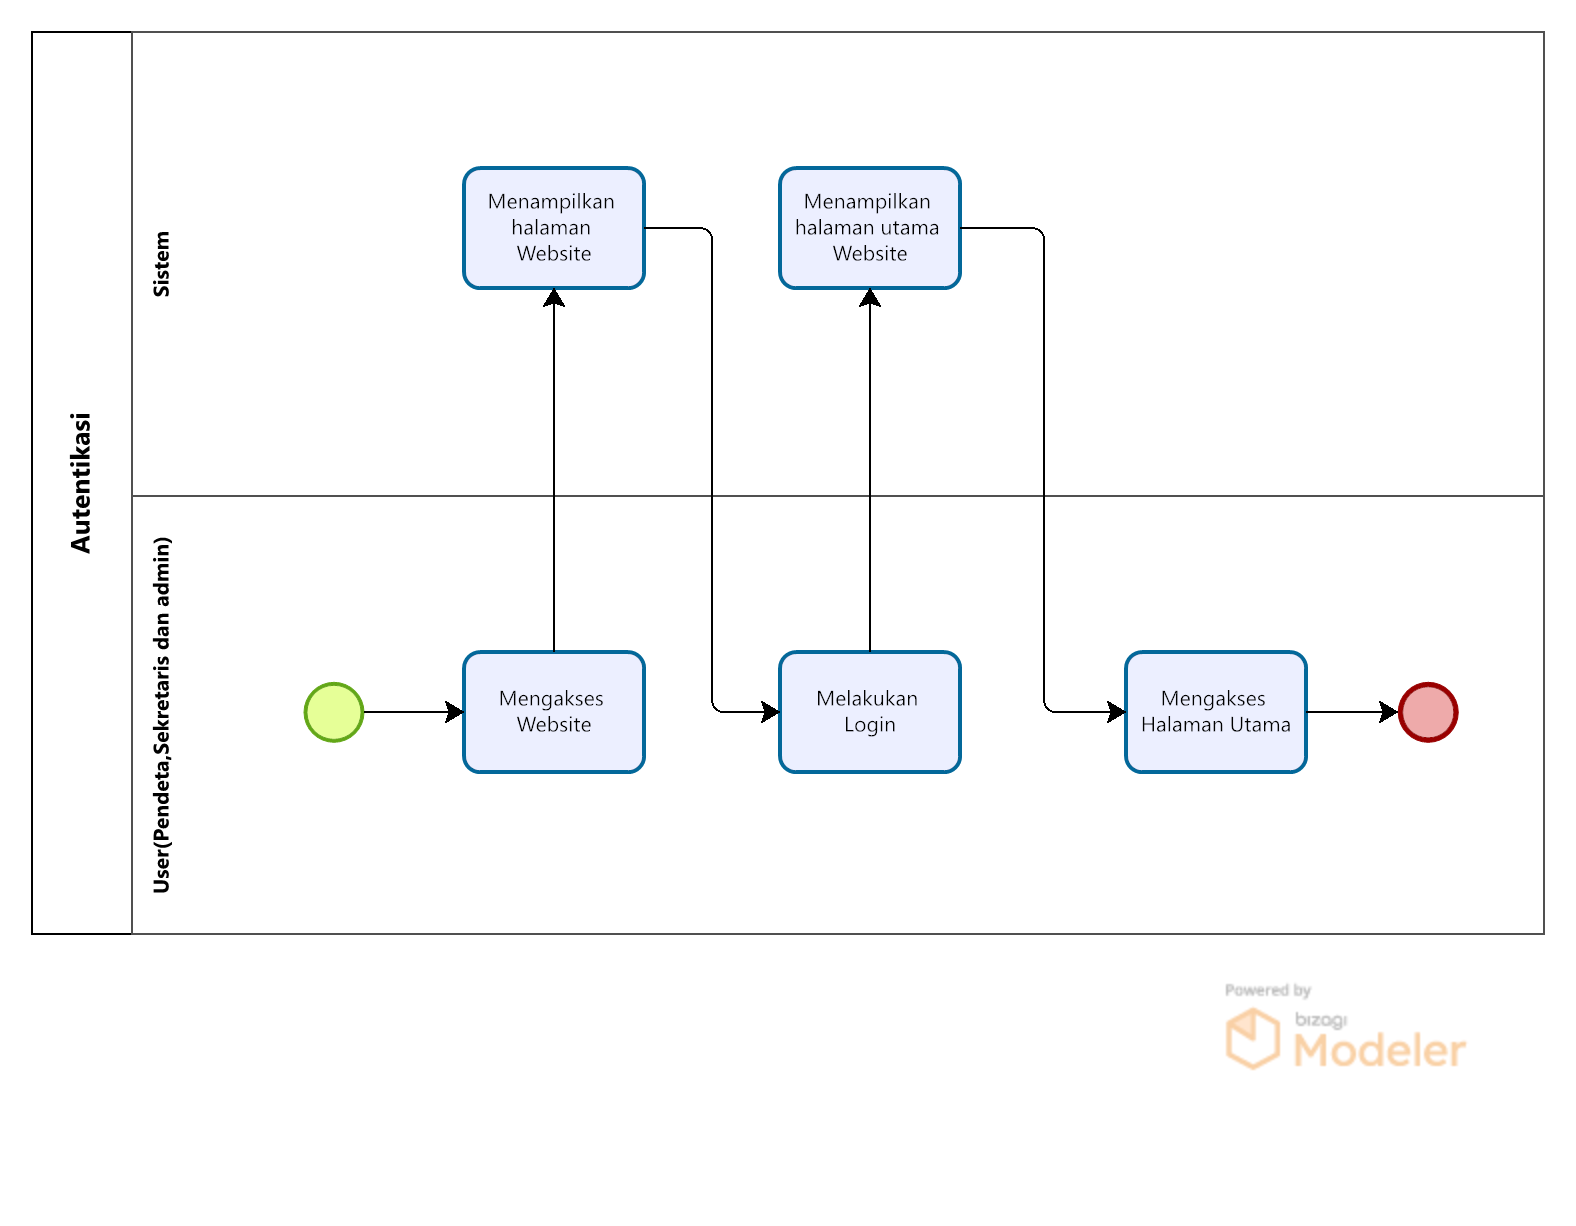 Autentikasi
Sistem
Menampilkan
halaman
Website
Menampilkan
halaman utama
Website
User(Pendeta,Sekretaris dan admin)
Mengakses
Website
Melakukan
Login
Mengakses
Halaman Utama
Powered by
bizagi
Modeler